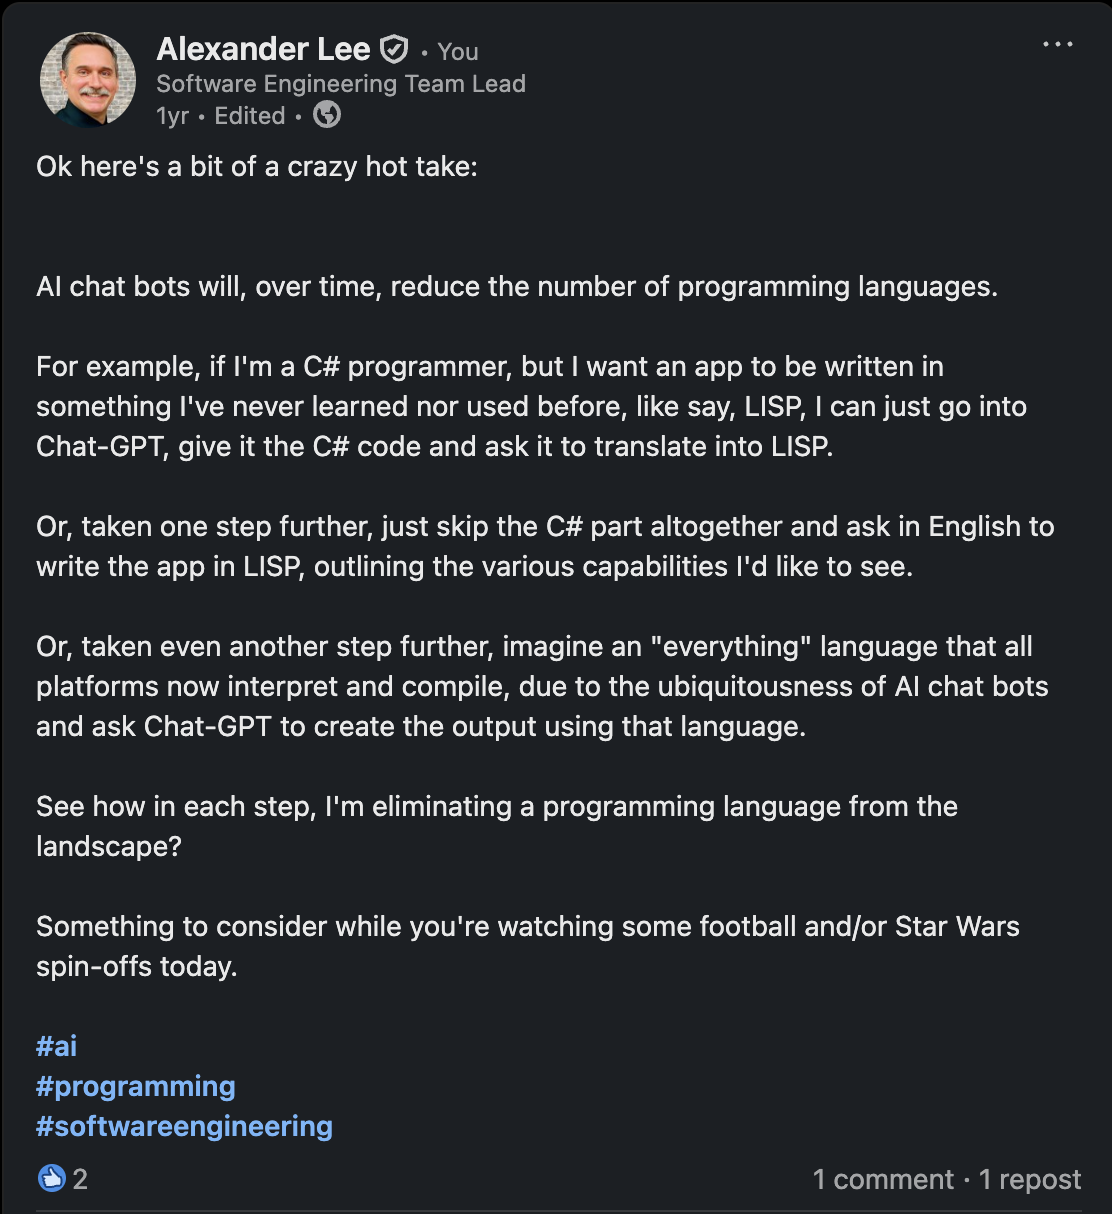 Alexander Lee • You
Software Engineering Team Lead
1yr • Edited •
Ok here's a bit of a crazy hot take:
AI chat bots will, over time, reduce the number of programming languages.
For example, if I'm a C# programmer, but I want an app to be written in
something I've never learned nor used before, like say, LISP, I can just go into
Chat-GPT, give it the C# code and ask it to translate into LISP.
Or, taken one step further, just skip the C# part altogether and ask in English to
write the app in LISP, outlining the various capabilities I'd like to see.
Or, taken even another step further, imagine an "everything" language that all
platforms now interpret and compile, due to the ubiquitousness of AI chat bots
and ask Chat-GPT to create the output using that language.
See how in each step, I'm eliminating a programming language from the
landscape?
Something to consider while you're watching some football and/or Star Wars
spin-offs today.
#ai
#programming
#softwareengineering
2 1 comment • 1 repost